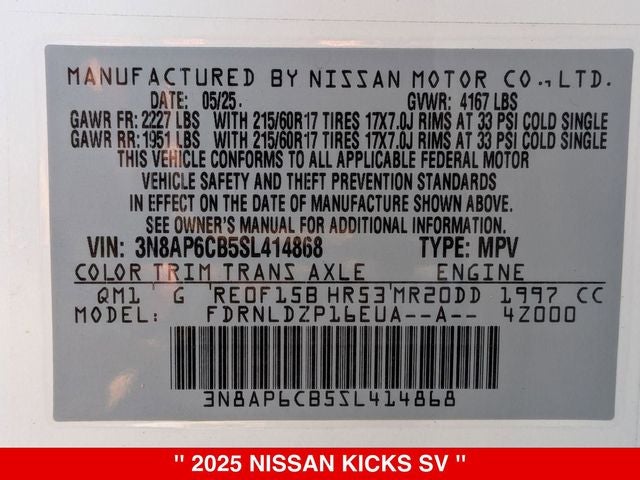 MANUFACTURED BY NISSAN MOTOR CO.,LTD.
DATE: 05/25. GVWR: 4167 LBS
GAWR FR: 2227 LBS WITH 215/60R17 TIRES 17X7.0J RIMS AT 33 PSI COLD SINGLE
GAWR RR: 1951 LBS WITH 215/60R17 TIRES 17X7.0J RIMS AT 33 PSI COLD SINGLE
THIS VEHICLE CONFORMS TO ALL APPLICABLE FEDERAL MOTOR
VEHICLE SAFETY AND THEFT PREVENTION STANDARDS
IN EFFECT ON THE DATE OF MANUFACTURE SHOWN ABOVE.
SEE OWNER'S MANUAL FOR ADDITIONAL INFORMATION.
VIN: 3N8AP6CB5SL414868 TYPE: MPV
COLOR TRIM TRANS AXLE ENGINE
QM1 G RE0F15B HR53 MR20DD 1997 CC
MODEL: FDRNLDZP16EUA--A-- 4Z000
3N8AP6CB5SL414868
" 2025 NISSAN KICKS SV "